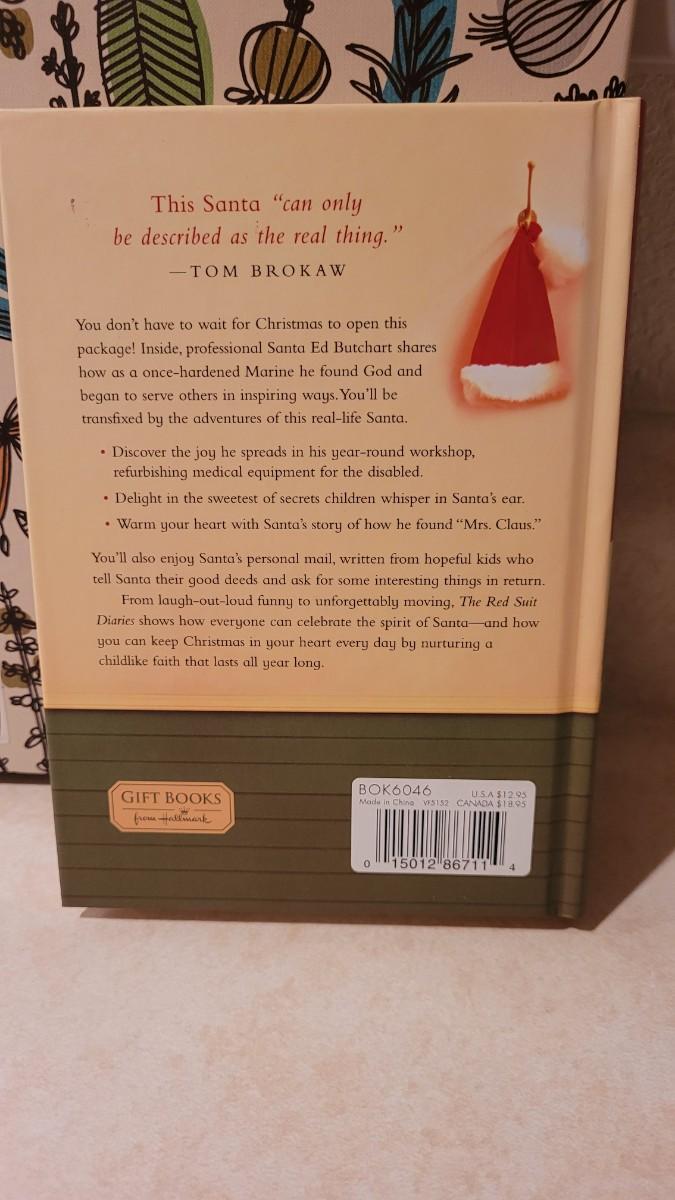 This Santa “can only
be described as the real thing.”
—TOM BROKAW
You don't have to wait for Christmas to open this
package! Inside, professional Santa Ed Butchart shares
how as a once-hardened Marine he found God and
began to serve others in inspiring ways.You'll be
transfixed by the adventures of this real-life Santa.
• Discover the joy he spreads in his year-round workshop,
refurbishing medical equipment for the disabled.
• Delight in the sweetest of secrets children whisper in Santa's ear.
• Warm your heart with Santa's story of how he found “Mrs. Claus.”
You'll also enjoy Santa's personal mail, written from hopeful kids who
tell Santa their good deeds and ask for some interesting things in return.
From laugh-out-loud funny to unforgettably moving, The Red Suit
Diaries shows how everyone can celebrate the spirit of Santa—and how
you can keep Christmas in your heart every day by nurturing a
childlike faith that lasts all year long.
GIFT BOOKS
from Hallmark
BOK6046
U.S.A $12.95
Made in China VF5152 CANADA $18.95
0 15012 86711 4